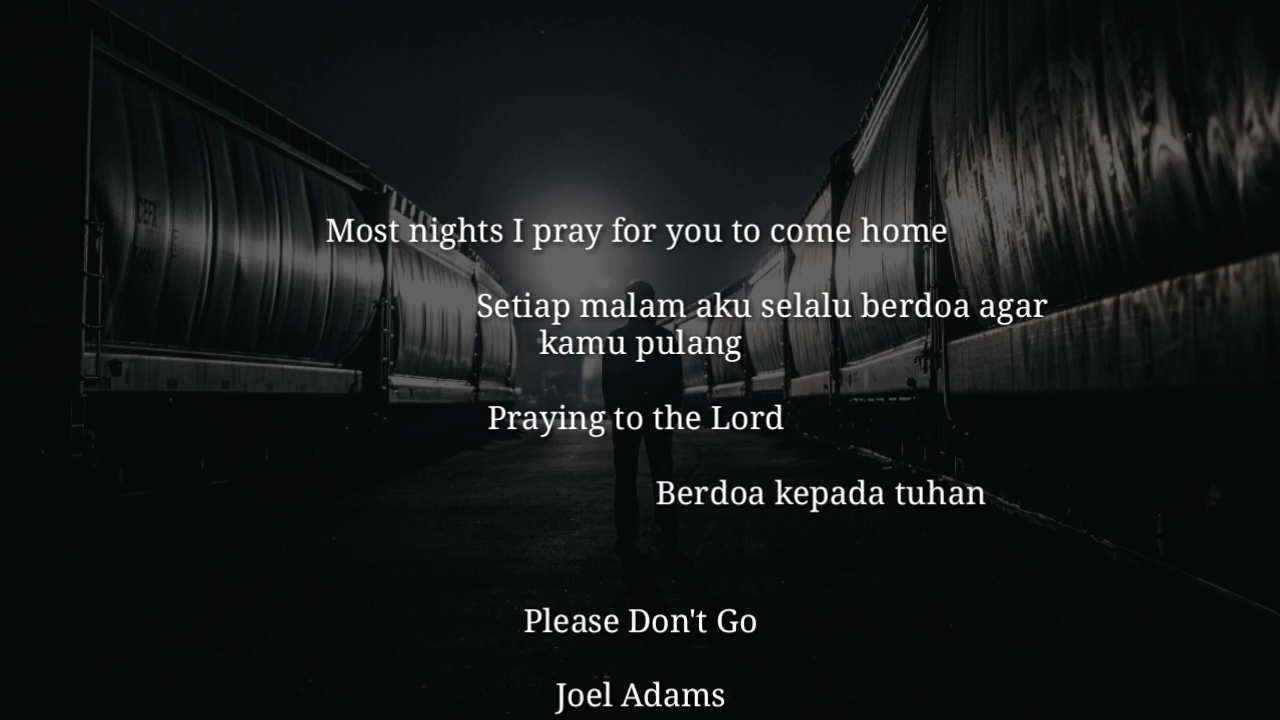 Most nights I pray for you to come home
Setiap malam aku selalu berdoa agar
kamu pulang
Praying to the Lord
Berdoa kepada tuhan
Please Don't Go
Joel Adams